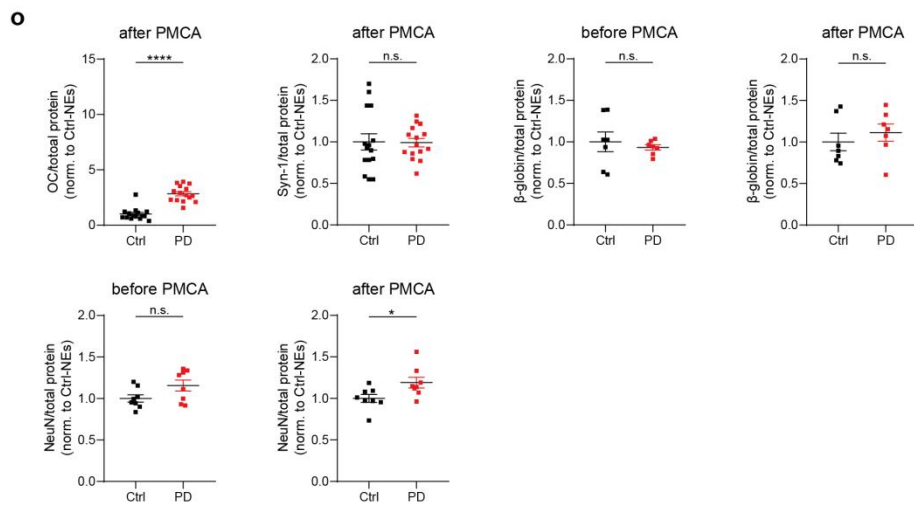 o
after PMCA
OC/totoal protein
(norm. to Ctrl-NEs)
15
10
5
0
****
Ctrl
PD
after PMCA
Syn-1/total protein
(norm. to Ctrl-NEs)
2.0
1.5
1.0
0.5
0.0
n.s.
Ctrl
PD
before PMCA
β-globin/total protein
(norm. to Ctrl-NEs)
2.0
1.5
1.0
0.5
0.0
n.s.
Ctrl
PD
after PMCA
β-globin/total protein
(norm. to Ctrl-NEs)
2.0
1.5
1.0
0.5
0.0
n.s.
Ctrl
PD
before PMCA
NeuN/total protein
(norm. to Ctrl-NEs)
2.0
1.5
1.0
0.5
0.0
n.s.
Ctrl
PD
after PMCA
NeuN/total protein
(norm. to Ctrl-NEs)
2.0
1.5
1.0
0.5
0.0
*
Ctrl
PD